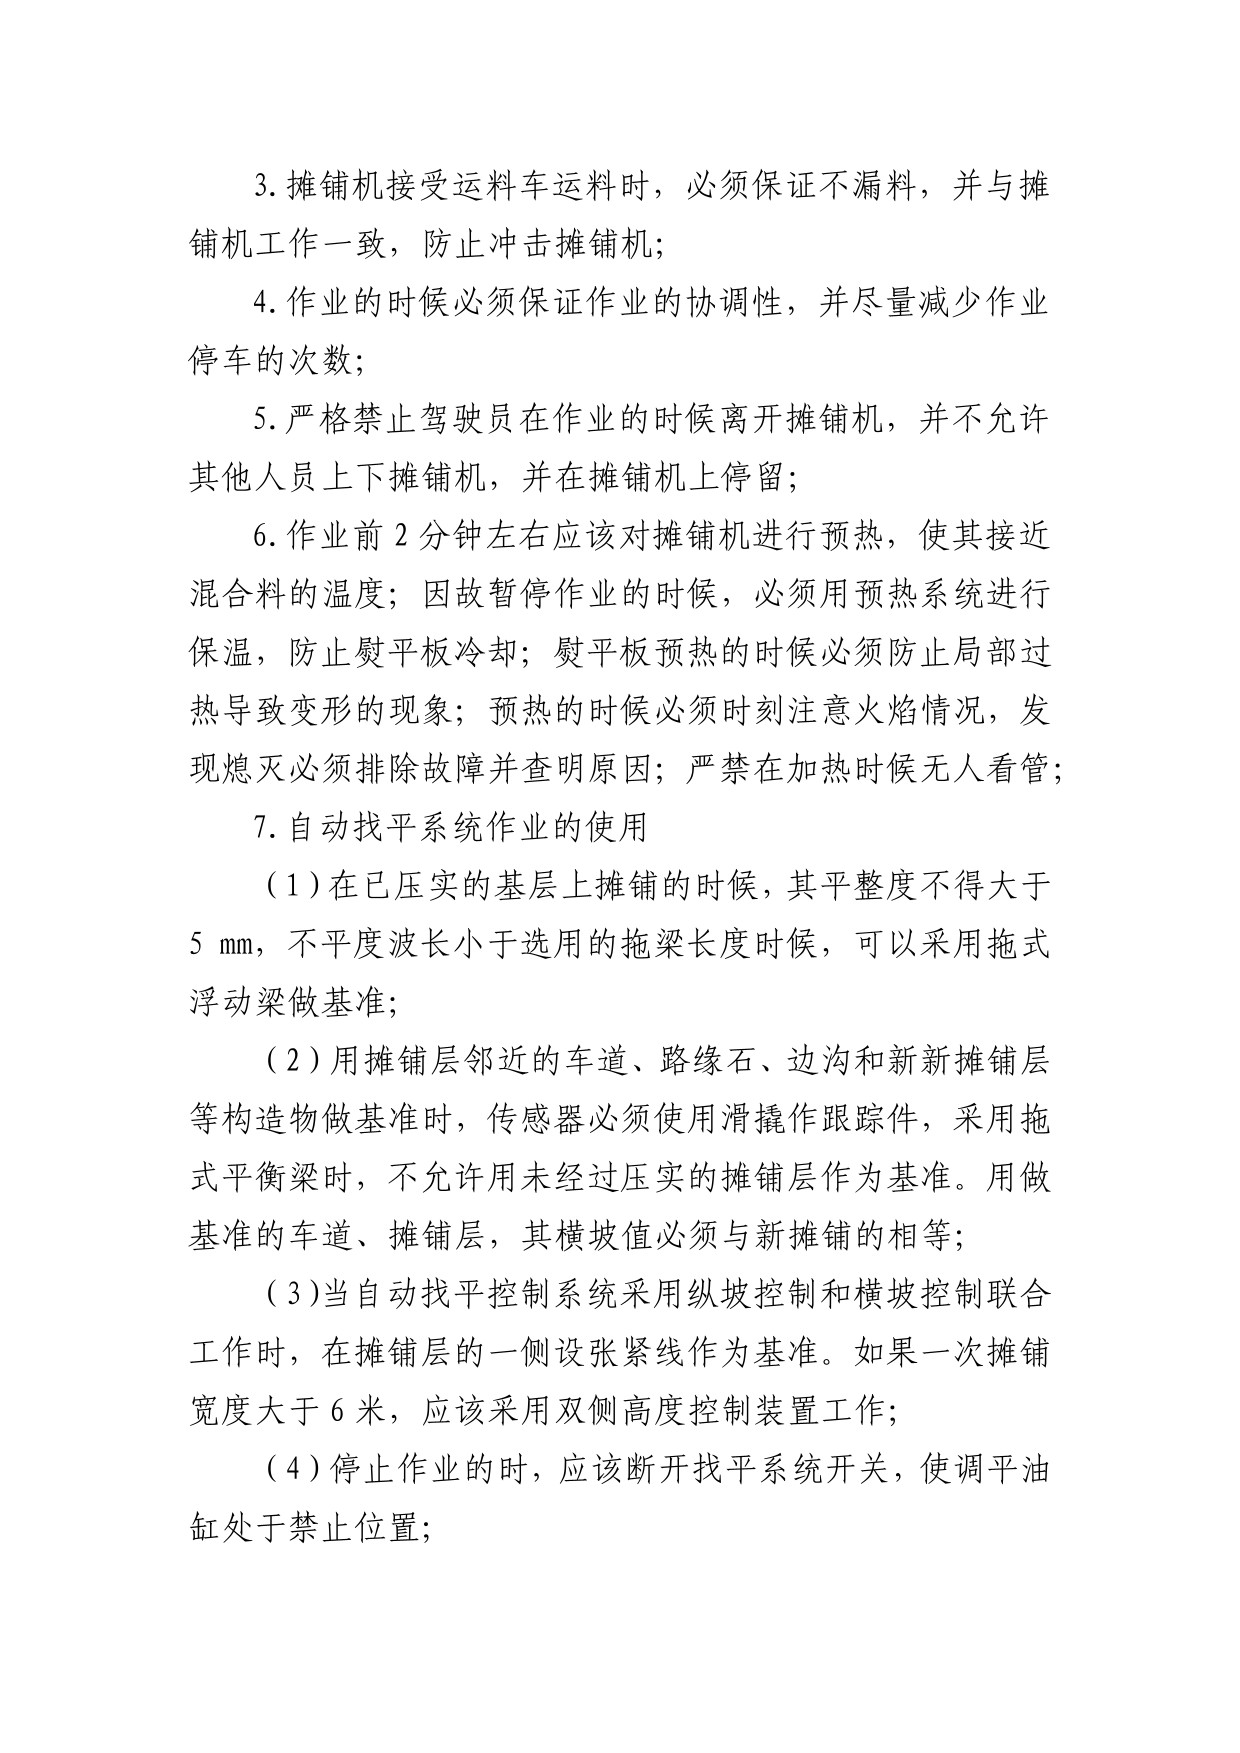 3.摊铺机接受运料车运料时，必须保证不漏料，并与摊
铺机工作一致，防止冲击摊铺机；
4.作业的时候必须保证作业的协调性，并尽量减少作业
停车的次数；
5.严格禁止驾驶员在作业的时候离开摊铺机，并不允许
其他人员上下摊铺机，并在摊铺机上停留；
6.作业前2分钟左右应该对摊铺机进行预热，使其接近
混合料的温度；因故暂停作业的时候，必须用预热系统进行
保温，防止熨平板冷却；熨平板预热的时候必须防止局部过
热导致变形的现象；预热的时候必须时刻注意火焰情况，发
现熄灭必须排除故障并查明原因；严禁在加热时候无人看管；
7.自动找平系统作业的使用
（1)在已压实的基层上摊铺的时候,其平整度不得大于
5 mm，不平度波长小于选用的拖梁长度时候，可以采用拖式
浮动梁做基准；
（2)用摊铺层邻近的车道、路缘石、边沟和新新摊铺层
等构造物做基准时，传感器必须使用滑撬作跟踪件，采用拖
式平衡梁时，不允许用未经过压实的摊铺层作为基准。用做
基准的车道、摊铺层，其横坡值必须与新摊铺的相等；
（3)当自动找平控制系统采用纵坡控制和横坡控制联合
工作时，在摊铺层的一侧设张紧线作为基准。如果一次摊铺
宽度大于6米，应该采用双侧高度控制装置工作；
（4)停止作业的时,应该断开找平系统开关,使调平油
缸处于禁止位置；